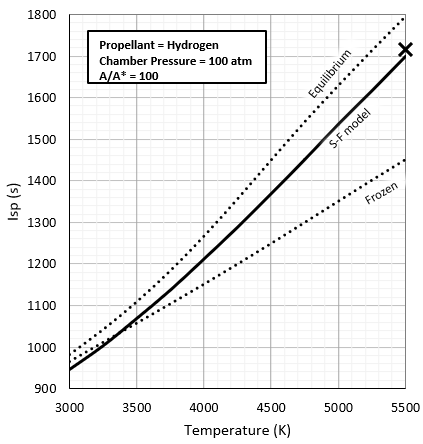 1800
1700
1600
1500
1400
1300
1200
1100
1000
900
Isp (s)
Propellant = Hydrogen
Chamber Pressure = 100 atm
A/A* = 100
Equilibrium
S-F model
Frozen
3000 3500 4000 4500 5000 5500
Temperature (K)